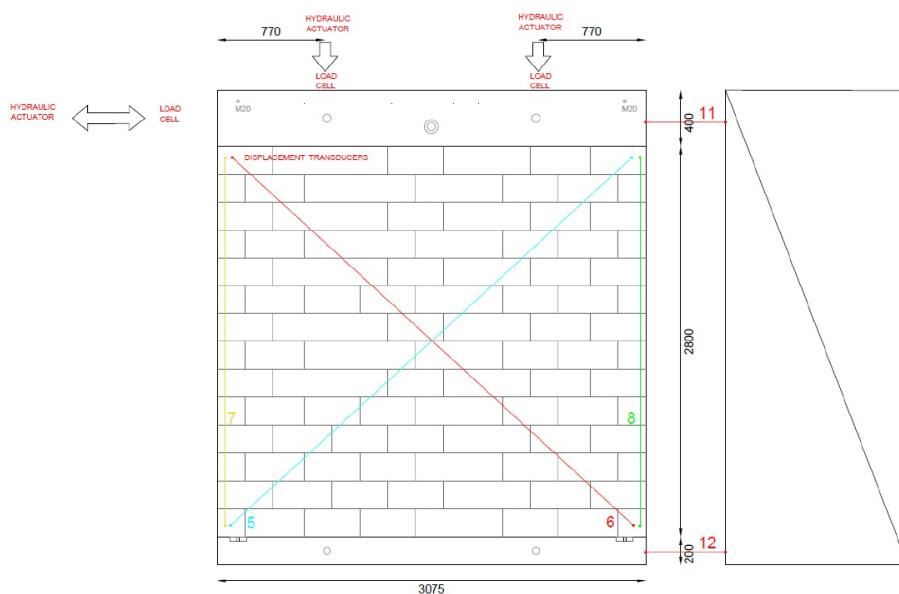 HYDRAULIC
ACTUATOR
770
HYDRAULIC
ACTUATOR
770
LOAD
CELL
LOAD
CELL
HYDRAULIC
ACTUATOR
LOAD
CELL
M20
M20
11
400
DISPLACEMENT TRANSDUCERS
2800
7
8
5
6
12
200
3075